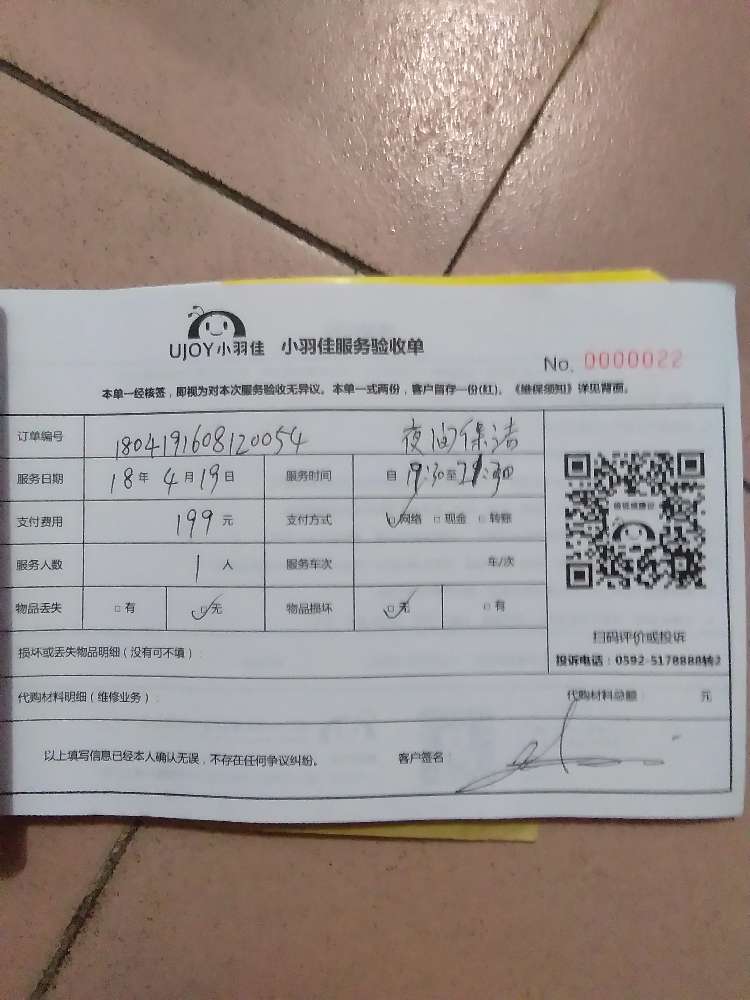 UJOY小羽佳 小羽佳服务验收单
No. 0000022
本单一经核签，即视为对本次服务验收无异议。本单一式两份，客户留存一份(红)。《维保须知》详见背面。
订单编号 1804191608120054 夜间保洁
服务日期 18年 4月19日 服务时间 自 19:30至21:30
支付费用 199元 支付方式 □网络 □现金 □转账
服务人数 1人 服务车次 车/次
物品丢失 □有 □无 物品损坏 □无 □有
扫码评价或投诉
投诉电话：0592-5178888转2
损坏或丢失物品明细（没有可不填）：
代购材料明细（维修业务）： 代购材料总额： 元
以上填写信息已经本人确认无误，不存在任何争议纠纷。 客户签名：